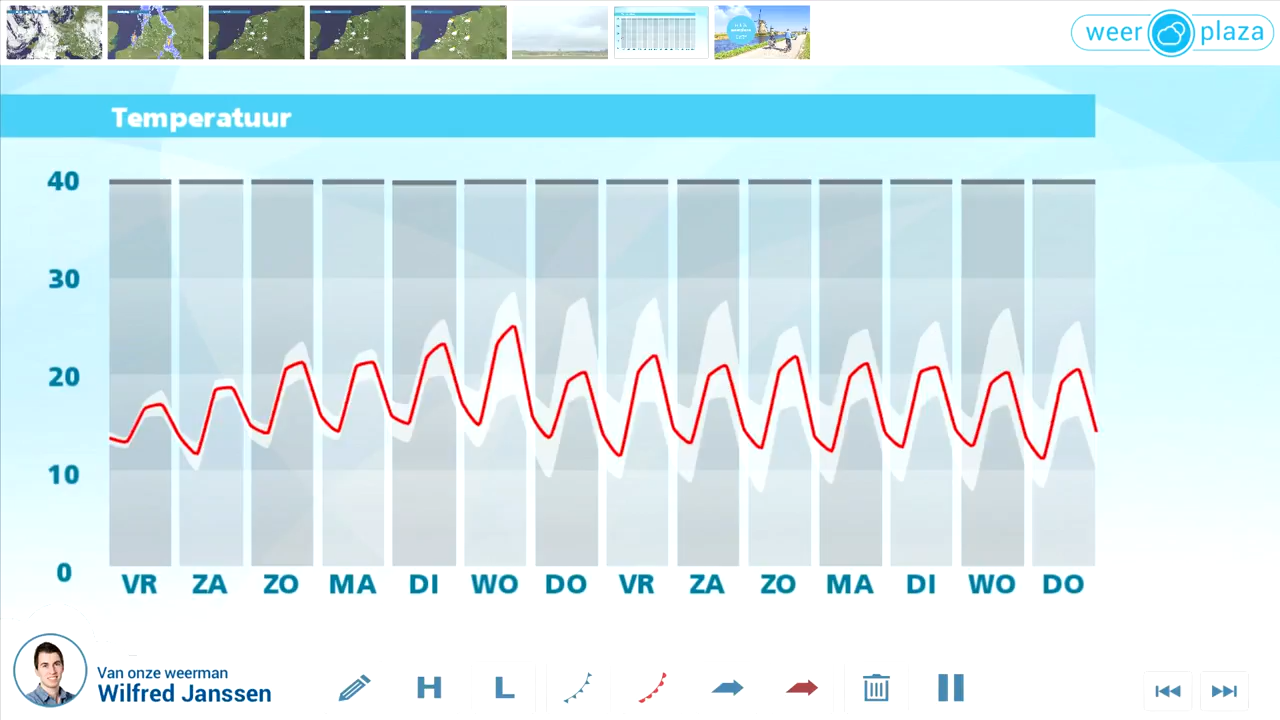 weer plaza
Temperatuur
40
30
20
10
0
VR ZA ZO MA DI WO DO VR ZA ZO MA DI WO DO
Van onze weerman
Wilfred Janssen
H L